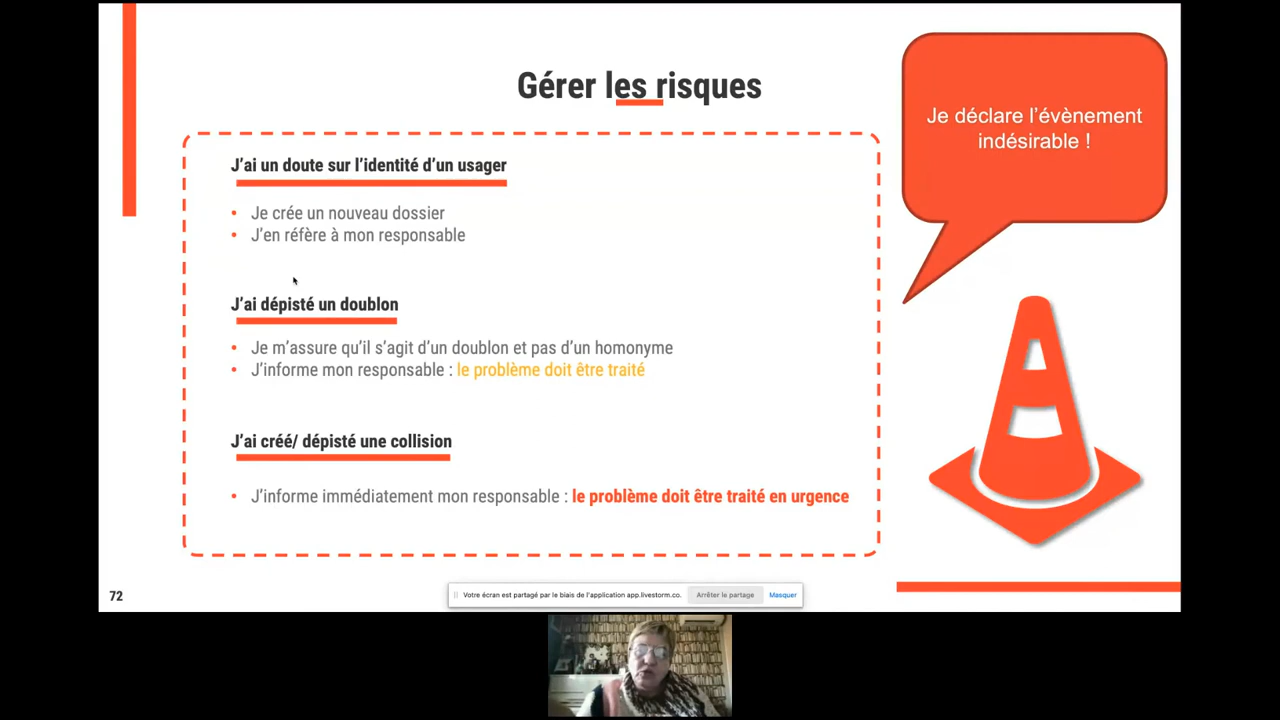 Gérer les risques
Je déclare l'évènement
indésirable !
J'ai un doute sur l'identité d'un usager
• Je crée un nouveau dossier
• J'en réfère à mon responsable
J'ai dépisté un doublon
• Je m'assure qu'il s'agit d'un doublon et pas d'un homonyme
• J'informe mon responsable : le problème doit être traité
J'ai créé/ dépisté une collision
• J'informe immédiatement mon responsable : le problème doit être traité en urgence
72
Votre écran est partagé par le biais de l'application app.livestorm.co.
Arrêter le partage
Masquer